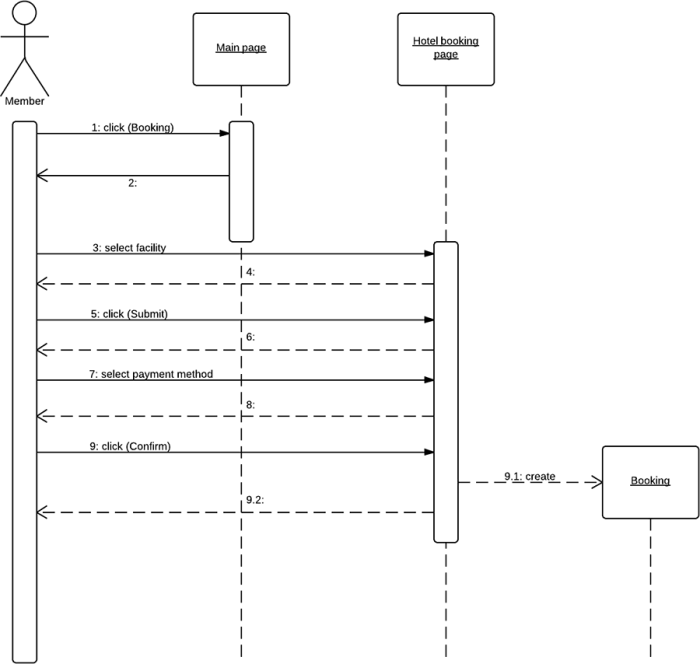 Main page
Hotel booking
page
Member
1: click (Booking)
2:
3: select facility
4:
5: click (Submit)
6:
7: select payment method
8:
9: click (Confirm)
9.1: create
Booking
9.2: